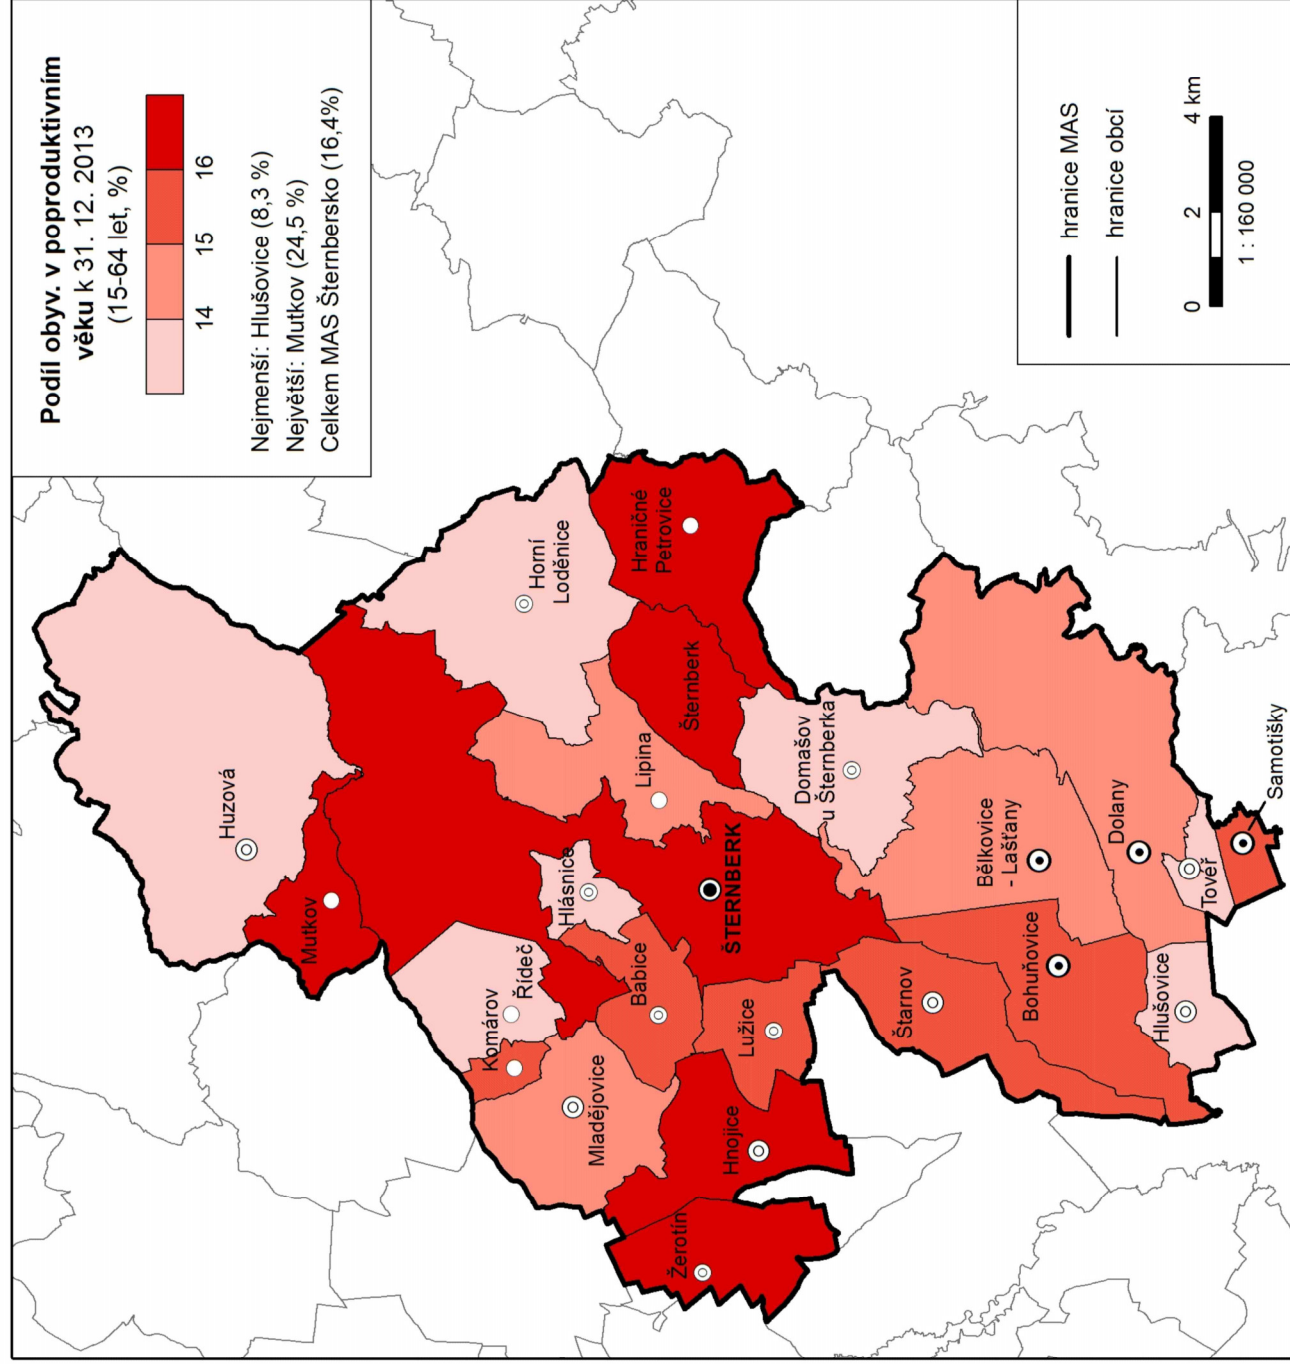 Podíl obyv. v poproduktivním
věku k 31. 12. 2013
(15-64 let, %)
14
15
16
Nejmenší: Hlušovice (8,3 %)
Největší: Mutkov (24,5 %)
Celkem MAS Šternbersko (16,4%)
Huzová
Mutkov
Horní
Loděnice
Hraničné
Petrovice
Šternberk
Lipina
Hlásnice
Řídeč
Komárov
Babice
Mladějovice
ŠTERNBERK
Domašov
u Šternberka
Lužice
Hnojice
Žerotín
Štarnov
Bělkovice
- Lašťany
Bohuňovice
Dolany
Hlušovice
Tovéř
Samotišky
hranice MAS
hranice obcí
0
2
4 km
1 : 160 000